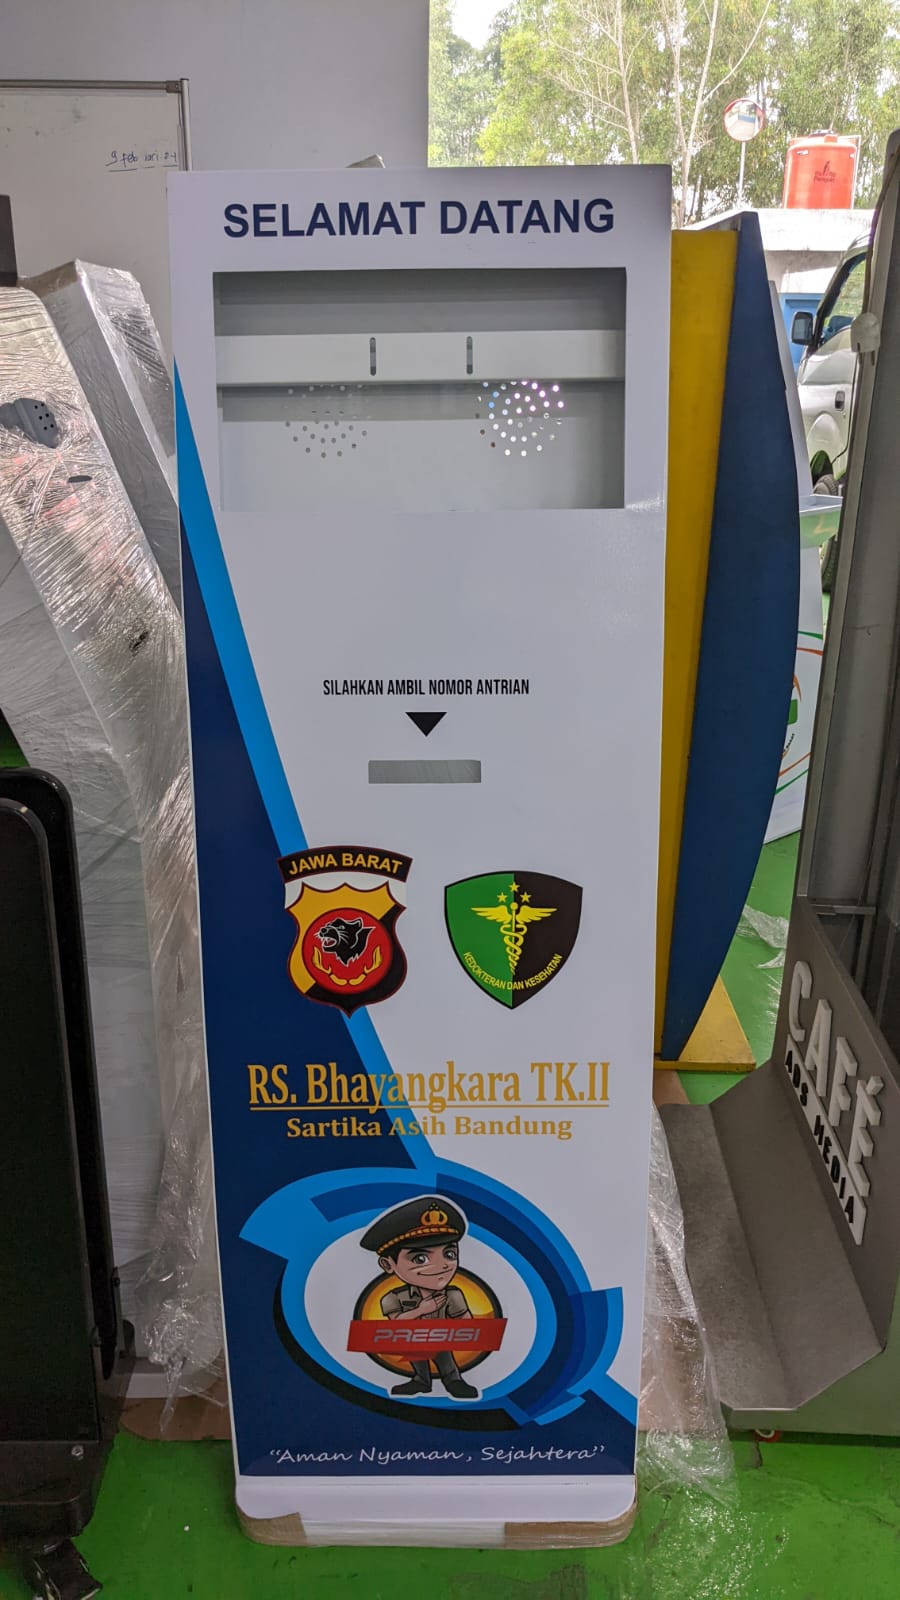 SELAMAT DATANG
SILAHKAN AMBIL NOMOR ANTRIAN
JAWA BARAT
KEDOKTERAN DAN KESEHATAN
RS. Bhayangkara TK.II
Sartika Asih Bandung
PRESISI
"Aman Nyaman, Sejahtera"
CAFÉ
ADS MEDIA